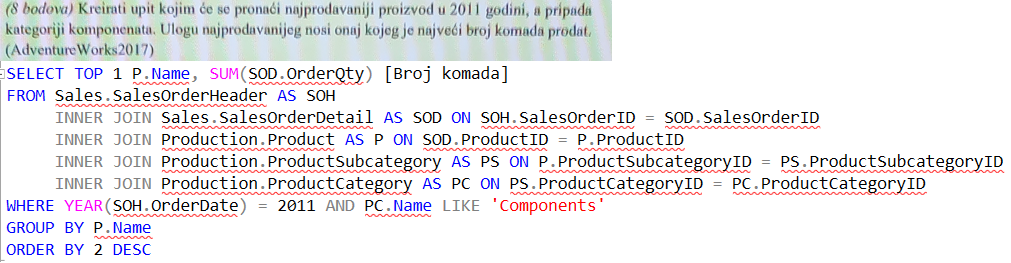 (8 bodova) Kreirati upit kojim će se pronaći najprodavaniji proizvod u 2011 godini, a pripada
kategoriji komponenata. Ulogu najprodavanijeg nosi onaj kojeg je najveći broj komada prodat.
(AdventureWorks2017)
SELECT TOP 1 P.Name, SUM(SOD.OrderQty) [Broj komada]
FROM Sales.SalesOrderHeader AS SOH
INNER JOIN Sales.SalesOrderDetail AS SOD ON SOH.SalesOrderID = SOD.SalesOrderID
INNER JOIN Production.Product AS P ON SOD.ProductID = P.ProductID
INNER JOIN Production.ProductSubcategory AS PS ON P.ProductSubcategoryID = PS.ProductSubcategoryID
INNER JOIN Production.ProductCategory AS PC ON PS.ProductCategoryID = PC.ProductCategoryID
WHERE YEAR(SOH.OrderDate) = 2011 AND PC.Name LIKE 'Components'
GROUP BY P.Name
ORDER BY 2 DESC